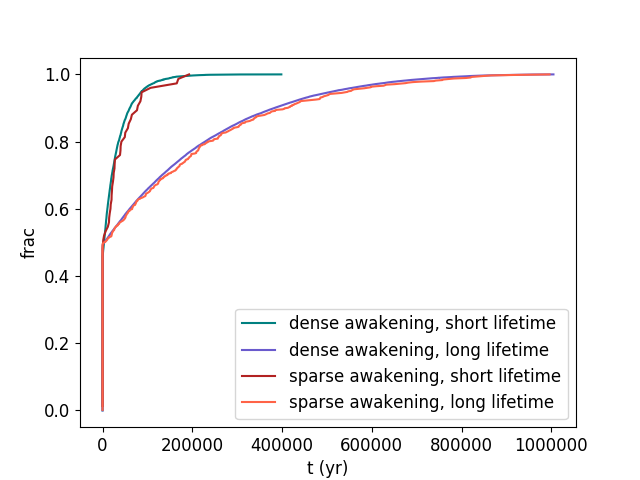 1.0
0.8
0.6
0.4
0.2
0.0
frac
dense awakening, short lifetime
dense awakening, long lifetime
sparse awakening, short lifetime
sparse awakening, long lifetime
0 200000 400000 600000 800000 1000000
t (yr)